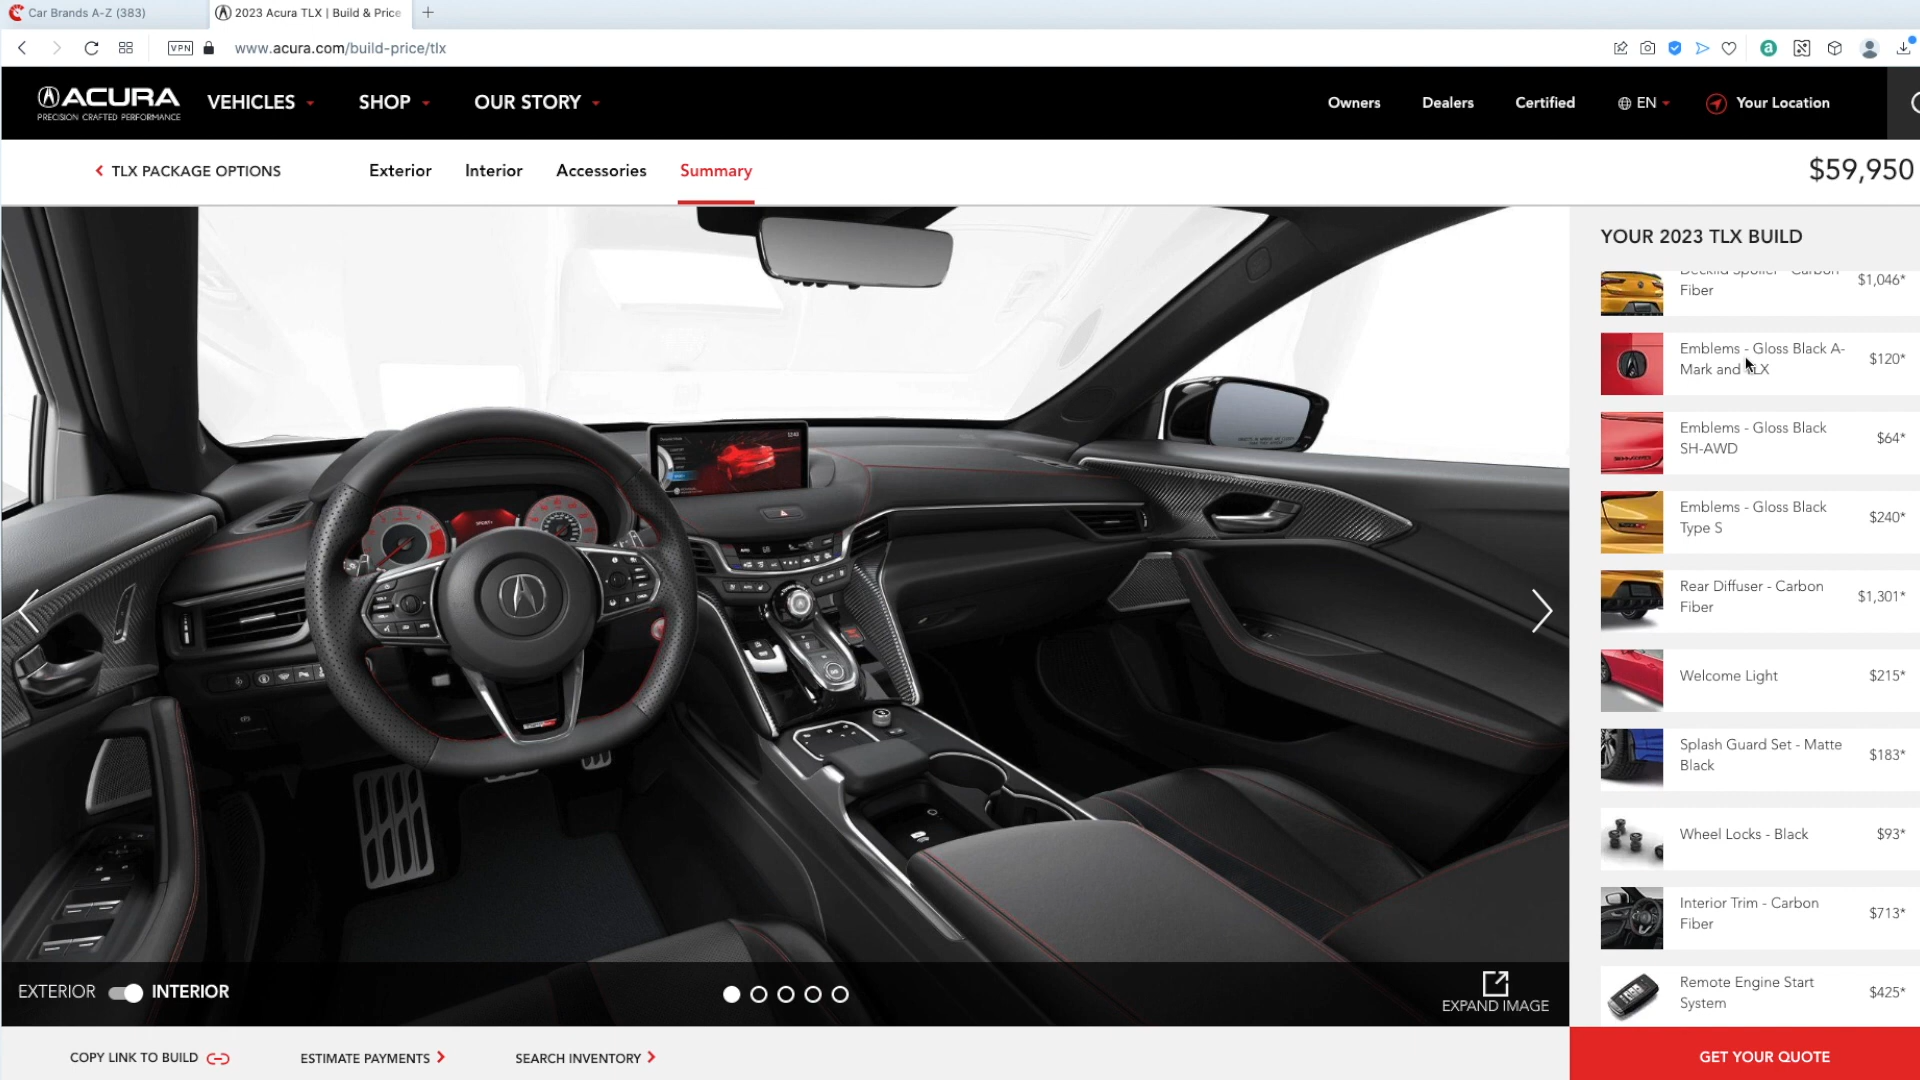 Car Brands A-Z (383)
2023 Acura TLX | Build & Price
VPN
www.acura.com/build-price/tlx
ACURA
PRECISION CRAFTED PERFORMANCE
VEHICLES
SHOP
OUR STORY
Owners
Dealers
Certified
EN
Your Location
TLX PACKAGE OPTIONS
Exterior
Interior
Accessories
Summary
$59,950
YOUR 2023 TLX BUILD
Decklid Spoiler - Carbon
Fiber
$1,046*
Emblems - Gloss Black A-
Mark and TLX
$120*
Emblems - Gloss Black
SH-AWD
$64*
Emblems - Gloss Black
Type S
$240*
Rear Diffuser - Carbon
Fiber
$1,301*
Welcome Light
$215*
Splash Guard Set - Matte
Black
$183*
Wheel Locks - Black
$93*
Interior Trim - Carbon
Fiber
$713*
Remote Engine Start
System
$425*
EXTERIOR
INTERIOR
EXPAND IMAGE
COPY LINK TO BUILD
ESTIMATE PAYMENTS
SEARCH INVENTORY
GET YOUR QUOTE